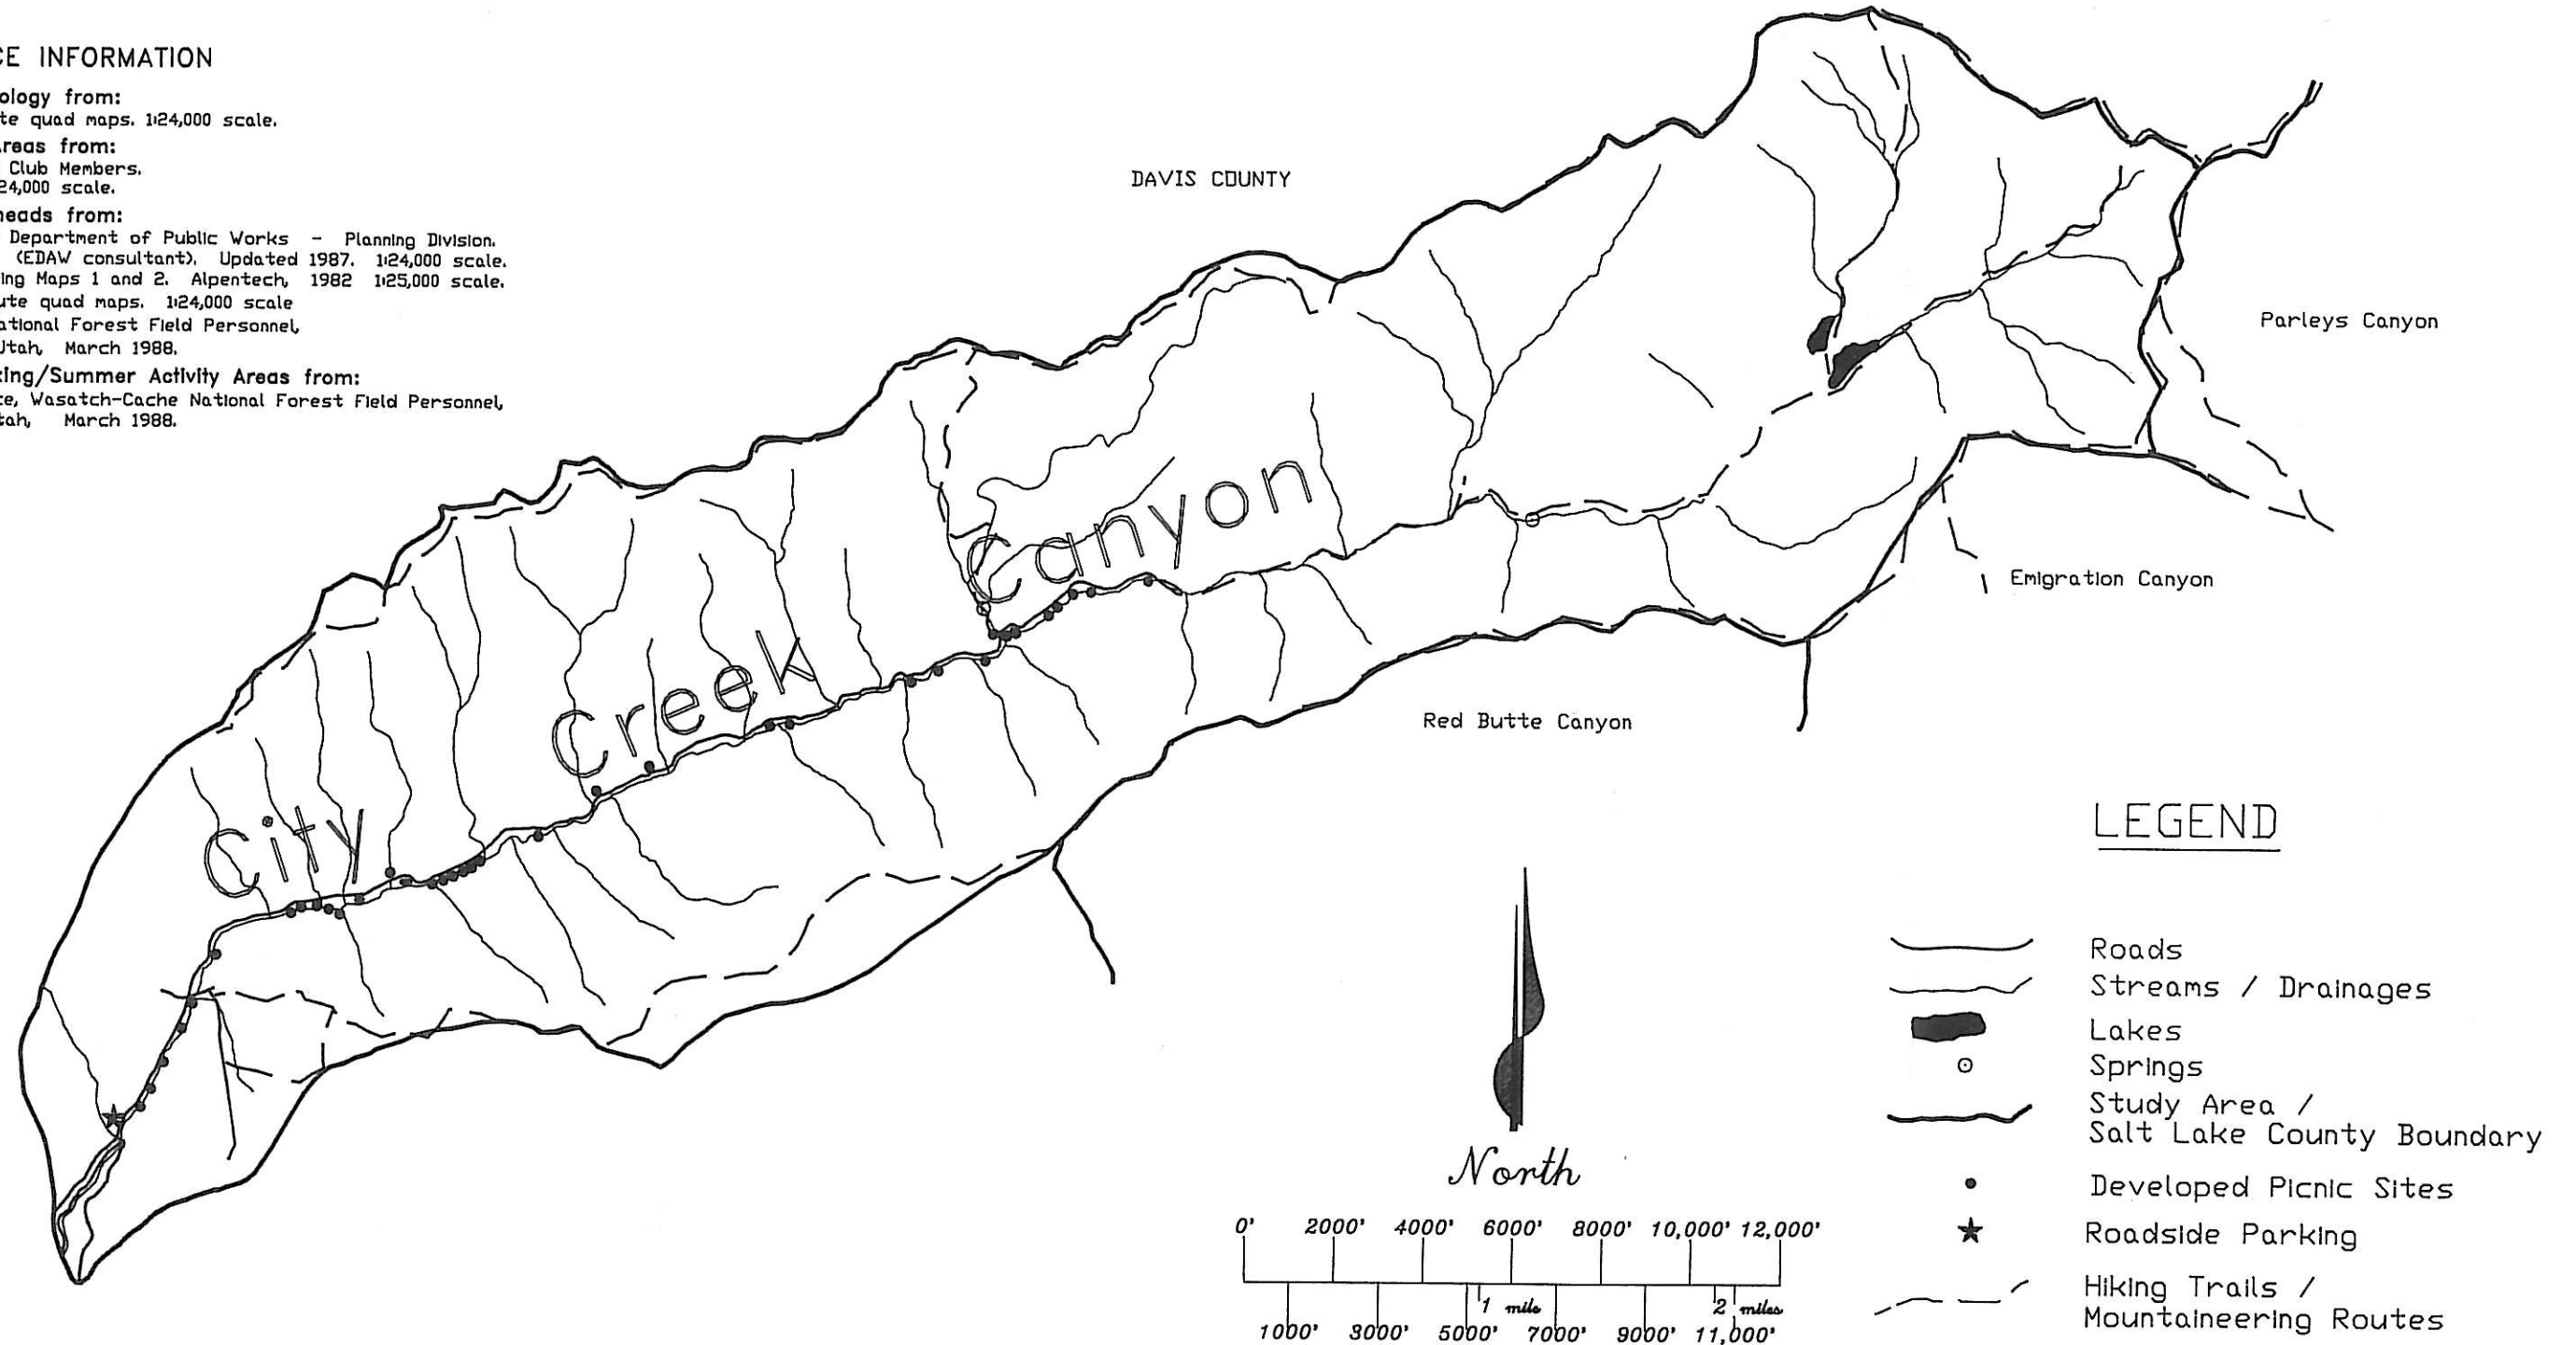 CE INFORMATION
ology from:
te quad maps. 1:24,000 scale.
reas from:
Club Members.
24,000 scale.
heads from:
Department of Public Works - Planning Division.
(EDAW consultant). Updated 1987. 1:24,000 scale.
ing Maps 1 and 2. Alpentech, 1982 1:25,000 scale.
ute quad maps. 1:24,000 scale
ational Forest Field Personnel,
Utah, March 1988.
king/Summer Activity Areas from:
ce, Wasatch-Cache National Forest Field Personnel,
tah, March 1988.
DAVIS COUNTY
Parleys Canyon
Emigration Canyon
Red Butte Canyon
City Creek Canyon
North
0' 2000' 4000' 6000' 8000' 10,000' 12,000'
1 mile 2 miles
1000' 3000' 5000' 7000' 9000' 11,000'
LEGEND
Roads
Streams / Drainages
Lakes
Springs
Study Area /
Salt Lake County Boundary
Developed Picnic Sites
Roadside Parking
Hiking Trails /
Mountaineering Routes